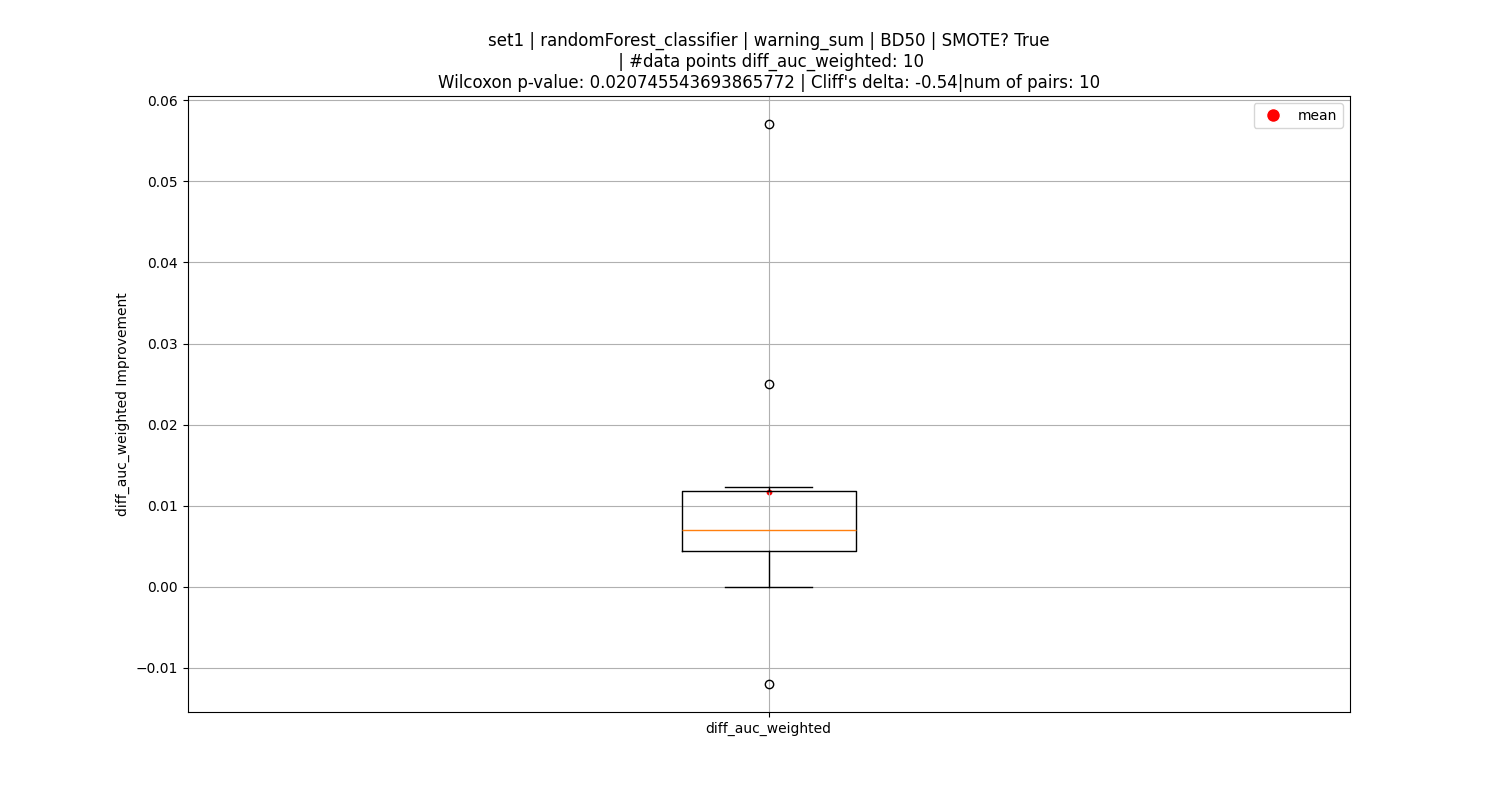 set1 | randomForest_classifier | warning_sum | BD50 | SMOTE? True
| #data points diff_auc_weighted: 10
Wilcoxon p-value: 0.020745543693865772 | Cliff's delta: -0.54|num of pairs: 10
mean
0.06
0.05
0.04
0.03
0.02
0.01
0.00
−0.01
diff_auc_weighted Improvement
diff_auc_weighted